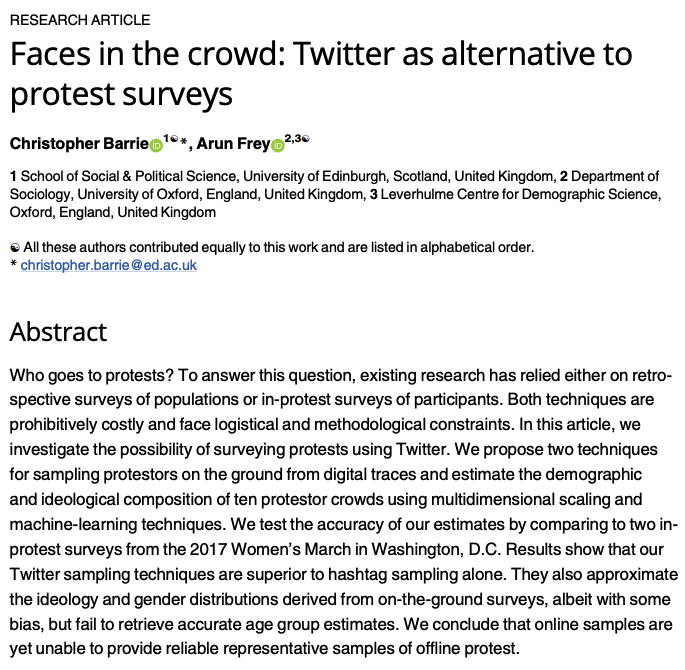 RESEARCH ARTICLE
Faces in the crowd: Twitter as alternative to
protest surveys
Christopher Barrie iD 1☯*, Arun Frey iD 2,3☯
1 School of Social & Political Science, University of Edinburgh, Scotland, United Kingdom, 2 Department of
Sociology, University of Oxford, England, United Kingdom, 3 Leverhulme Centre for Demographic Science,
Oxford, England, United Kingdom
☯ All these authors contributed equally to this work and are listed in alphabetical order.
* christopher.barrie@ed.ac.uk
Abstract
Who goes to protests? To answer this question, existing research has relied either on retro-
spective surveys of populations or in-protest surveys of participants. Both techniques are
prohibitively costly and face logistical and methodological constraints. In this article, we
investigate the possibility of surveying protests using Twitter. We propose two techniques
for sampling protestors on the ground from digital traces and estimate the demographic
and ideological composition of ten protestor crowds using multidimensional scaling and
machine-learning techniques. We test the accuracy of our estimates by comparing to two in-
protest surveys from the 2017 Women's March in Washington, D.C. Results show that our
Twitter sampling techniques are superior to hashtag sampling alone. They also approximate
the ideology and gender distributions derived from on-the-ground surveys, albeit with some
bias, but fail to retrieve accurate age group estimates. We conclude that online samples are
yet unable to provide reliable representative samples of offline protest.